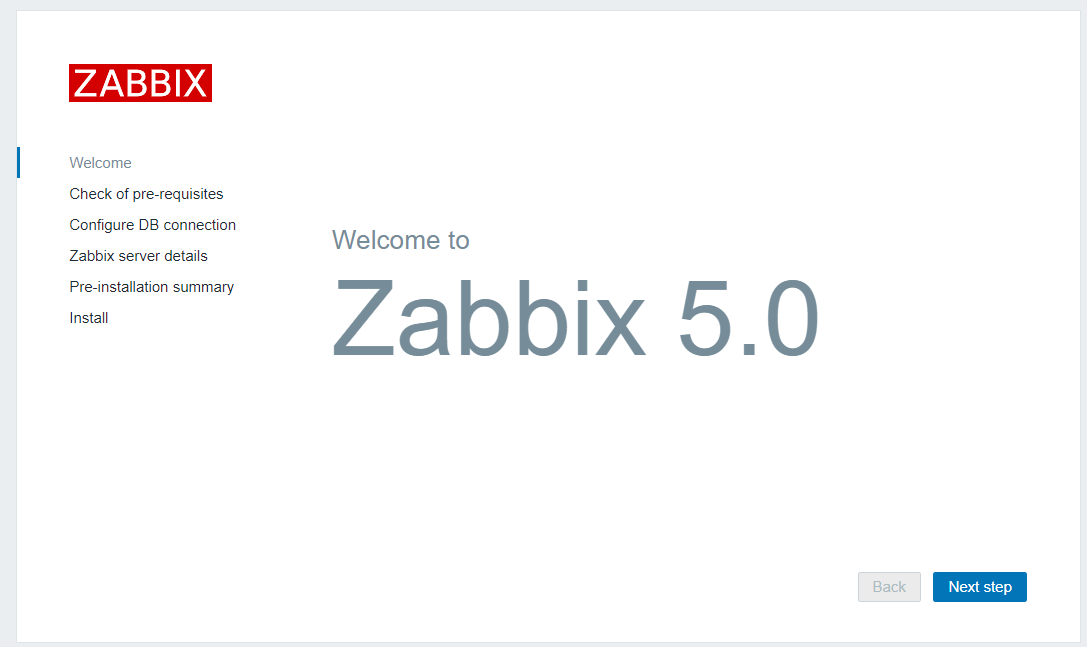 ZABBIX
Welcome
Check of pre-requisites
Configure DB connection
Zabbix server details
Pre-installation summary
Install
Welcome to
Zabbix 5.0
Back
Next step